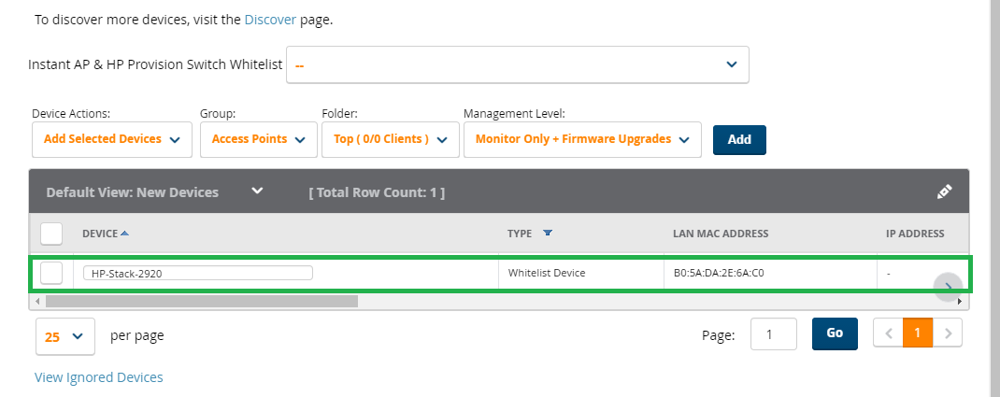 To discover more devices, visit the Discover page.
Instant AP & HP Provision Switch Whitelist --
Device Actions: Group: Folder: Management Level:
Add Selected Devices Access Points Top ( 0/0 Clients ) Monitor Only + Firmware Upgrades Add
Default View: New Devices [ Total Row Count: 1 ]
DEVICE TYPE LAN MAC ADDRESS IP ADDRESS
HP-Stack-2920 Whitelist Device B0:5A:DA:2E:6A:C0 -
25 per page Page: 1 Go 1
View Ignored Devices